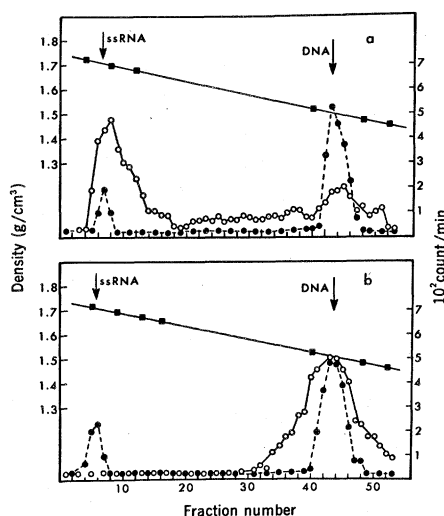 ssRNA
DNA
a
1.8
1.7
1.6
1.5
1.4
1.3
7
6
5
4
3
2
1
ssRNA
DNA
b
1.8
1.7
1.6
1.5
1.4
1.3
7
6
5
4
3
2
1
10 20 30 40 50
Density (g/cm³)
10² count/min
Fraction number